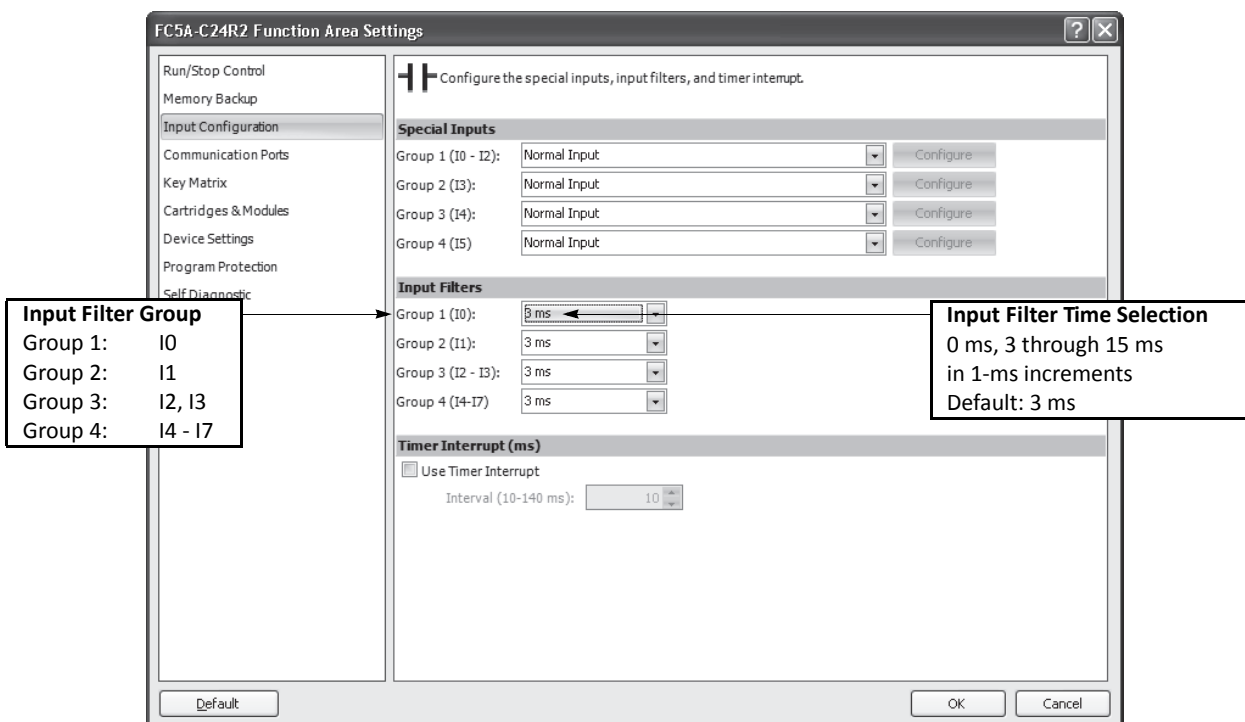 FC5A-C24R2 Function Area Settings
Run/Stop Control
Memory Backup
Input Configuration
Communication Ports
Key Matrix
Cartridges & Modules
Device Settings
Program Protection
Self Diagnostic
Configure the special inputs, input filters, and timer interrupt.
Special Inputs
Group 1 (I0 - I2): Normal Input Configure
Group 2 (I3): Normal Input Configure
Group 3 (I4): Normal Input Configure
Group 4 (I5) Normal Input Configure
Input Filters
Group 1 (I0): 3 ms
Group 2 (I1): 3 ms
Group 3 (I2 - I3): 3 ms
Group 4 (I4-I7) 3 ms
Timer Interrupt (ms)
Use Timer Interrupt
Interval (10-140 ms): 10
Input Filter Group
Group 1: I0
Group 2: I1
Group 3: I2, I3
Group 4: I4 - I7
Input Filter Time Selection
0 ms, 3 through 15 ms
in 1-ms increments
Default: 3 ms
Default
OK
Cancel